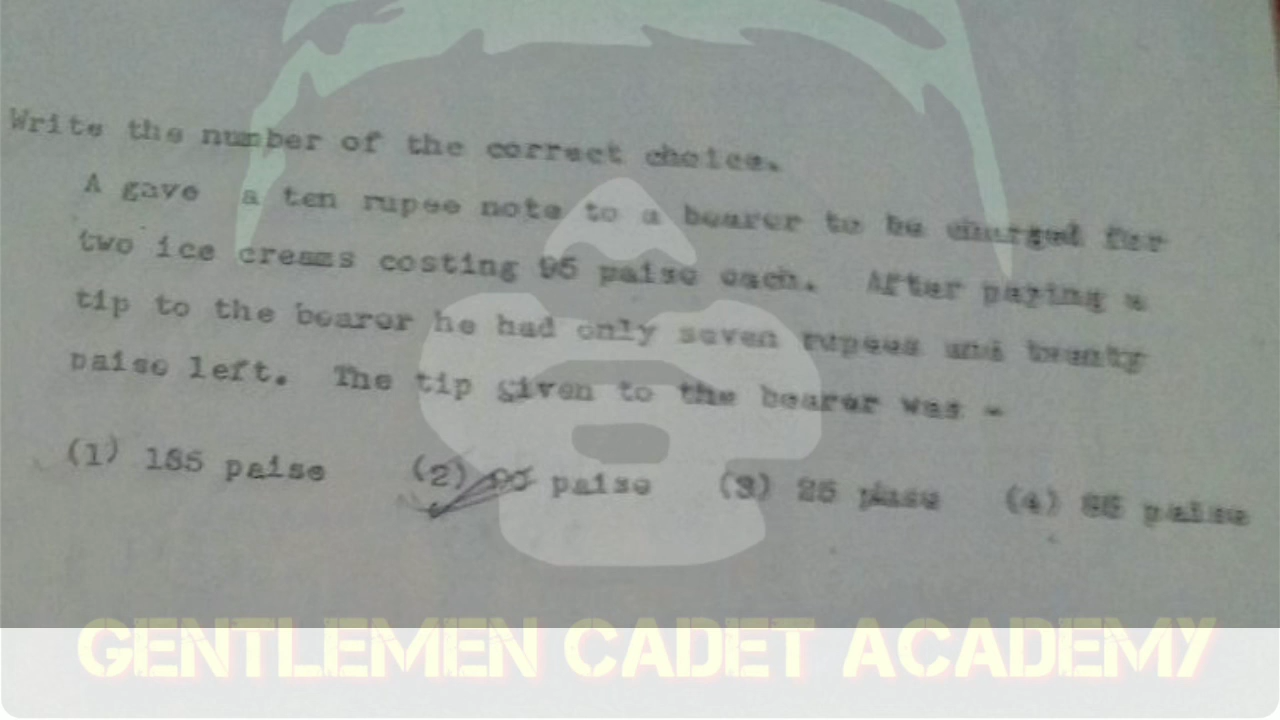 Write the number of the correct choice.
A gave a ten rupee note to a bearer to be charged for
two ice creams costing 95 paise each. After paying a
tip to the bearer he had only seven rupees and twenty
paise left. The tip given to the bearer was -
(1) 185 paise (2) paise (3) 25 (4) paise
GENTLEMEN CADET ACADEMY